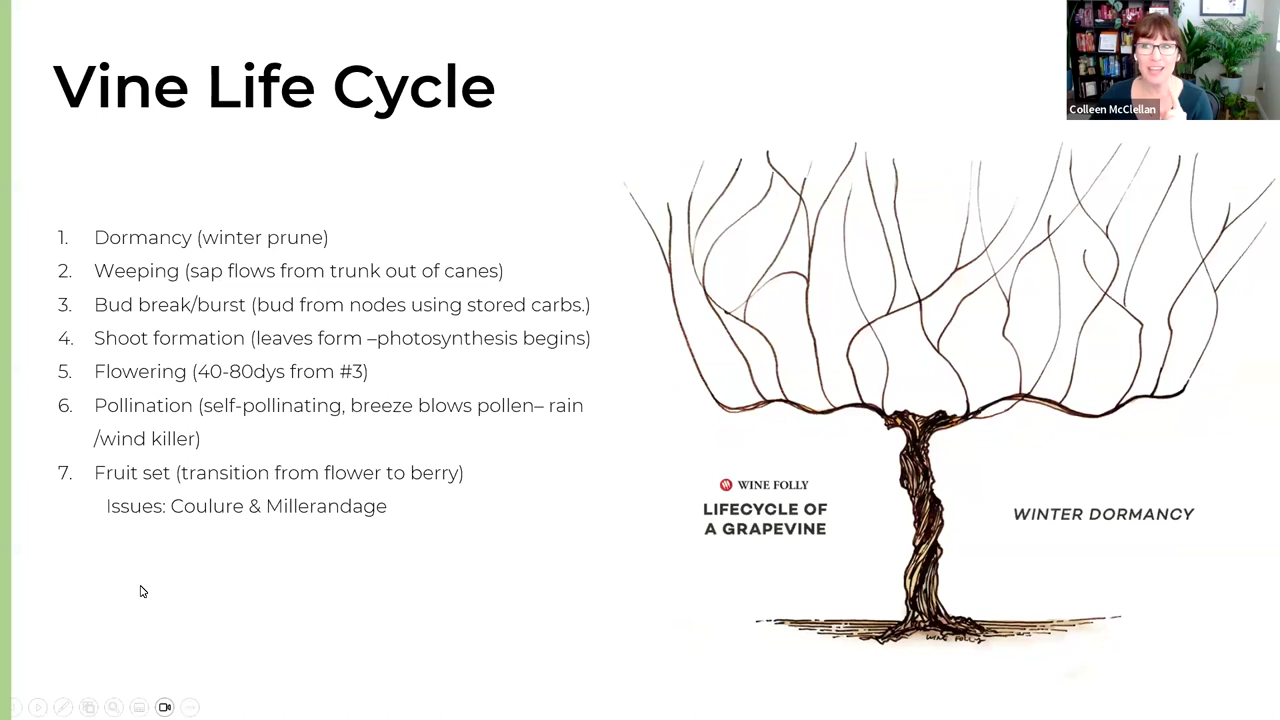 Vine Life Cycle
Colleen McClellan
1. Dormancy (winter prune)
2. Weeping (sap flows from trunk out of canes)
3. Bud break/burst (bud from nodes using stored carbs.)
4. Shoot formation (leaves form –photosynthesis begins)
5. Flowering (40-80dys from #3)
6. Pollination (self-pollinating, breeze blows pollen– rain
/wind killer)
7. Fruit set (transition from flower to berry)
Issues: Coulure & Millerandage
WINE FOLLY
LIFECYCLE OF
A GRAPEVINE
WINTER DORMANCY
WINE FOLLY